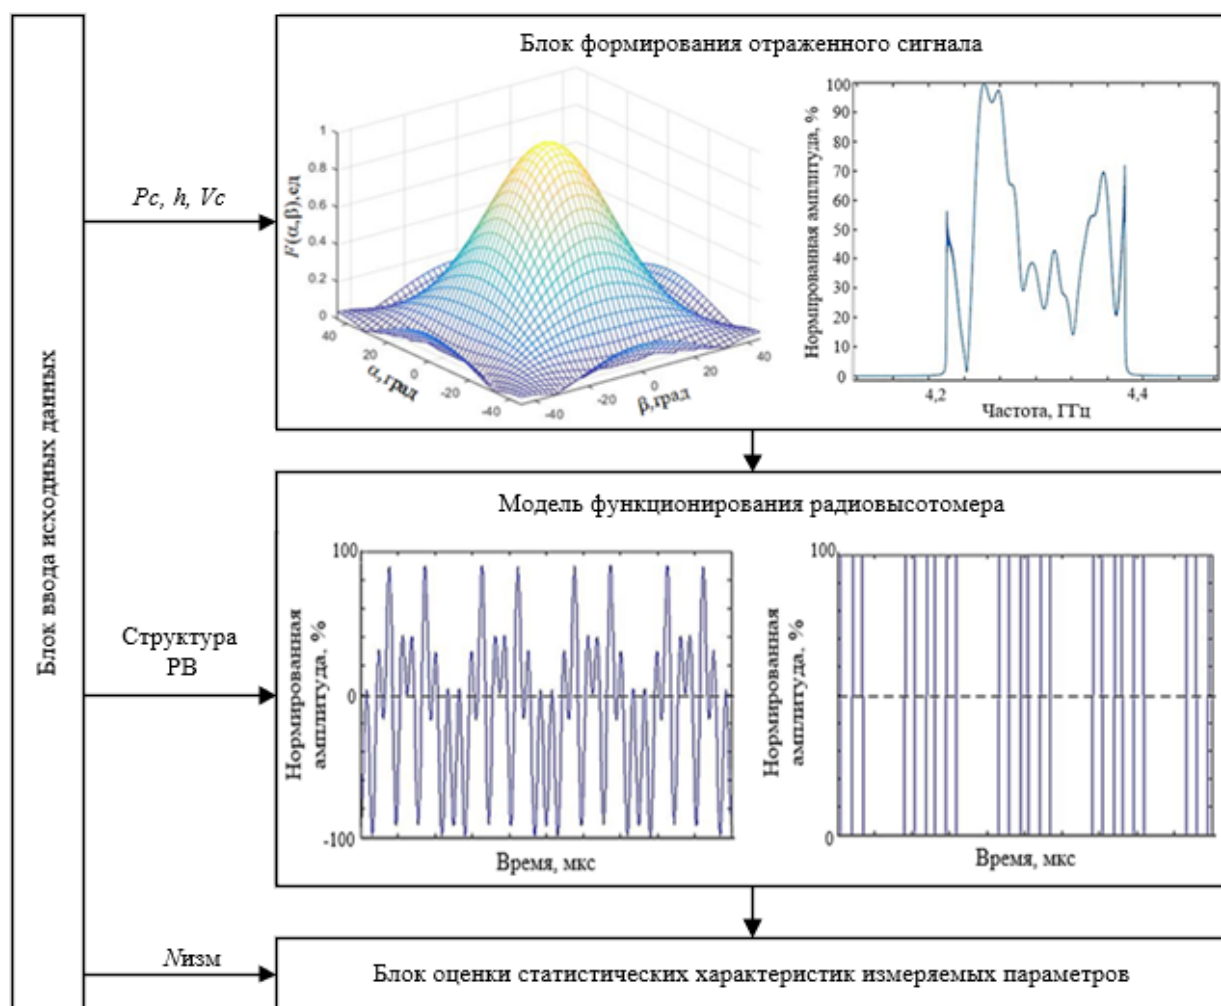 Блок ввода исходных данных
Pc, h, Vc
Структура
РВ
Nизм
Блок формирования отраженного сигнала
F(α,β),ед
1
0.8
0.6
0.4
0.2
0
40
20
0
-20
-40
α,град
-40
-20
0
20
40
β,град
Нормированная амплитуда, %
100
90
80
70
60
50
40
30
20
10
0
4,2
4,4
Частота, ГГц
Модель функционирования радиовысотомера
Нормированная
амплитуда, %
100
0
-100
Время, мкс
Нормированная
амплитуда, %
100
0
Время, мкс
Блок оценки статистических характеристик измеряемых параметров